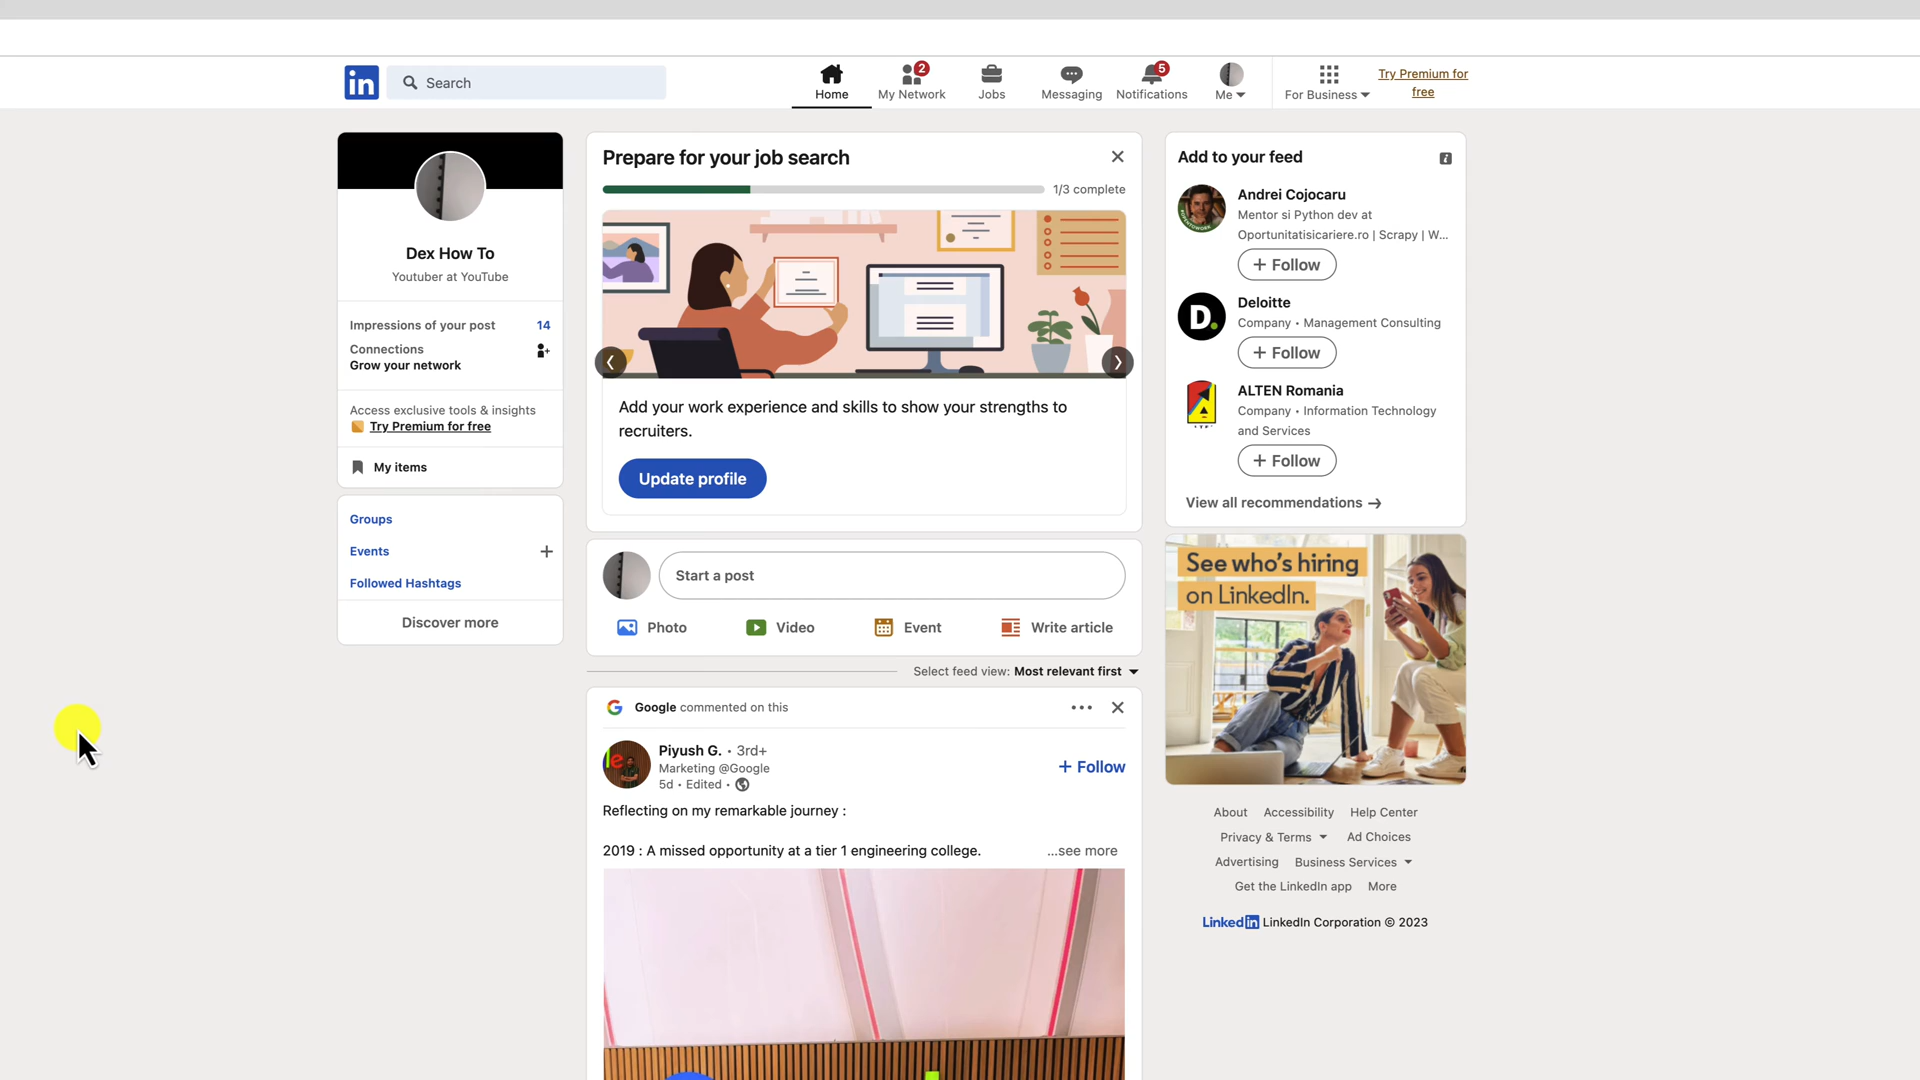 in
Search
Home
My Network
2
Jobs
Messaging
Notifications
5
Me
For Business
Try Premium for
free
Dex How To
Youtuber at YouTube
Impressions of your post 14
Connections
Grow your network
Access exclusive tools & insights
Try Premium for free
My items
Groups
Events
Followed Hashtags
Discover more
Prepare for your job search
1/3 complete
Add your work experience and skills to show your strengths to
recruiters.
Update profile
Start a post
Photo
Video
Event
Write article
Select feed view: Most relevant first
Google commented on this
Piyush G. • 3rd+
Marketing @Google
5d • Edited •
+ Follow
Reflecting on my remarkable journey :
2019 : A missed opportunity at a tier 1 engineering college.
...see more
Add to your feed
Andrei Cojocaru
Mentor si Python dev at
Oportunitatisicariere.ro | Scrapy | W...
+ Follow
D.
Deloitte
Company • Management Consulting
+ Follow
ALTEN Romania
Company • Information Technology
and Services
+ Follow
View all recommendations →
See who's hiring
on LinkedIn.
About Accessibility Help Center
Privacy & Terms Ad Choices
Advertising Business Services
Get the LinkedIn app More
LinkedIn LinkedIn Corporation © 2023